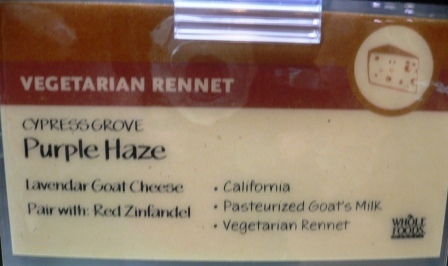 VEGETARIAN RENNET
CYPRESS GROVE
Purple Haze
Lavendar Goat Cheese
Pair with: Red Zinfandel
• California
• Pasteurized Goat's Milk
• Vegetarian Rennet
WHOLE
FOODS